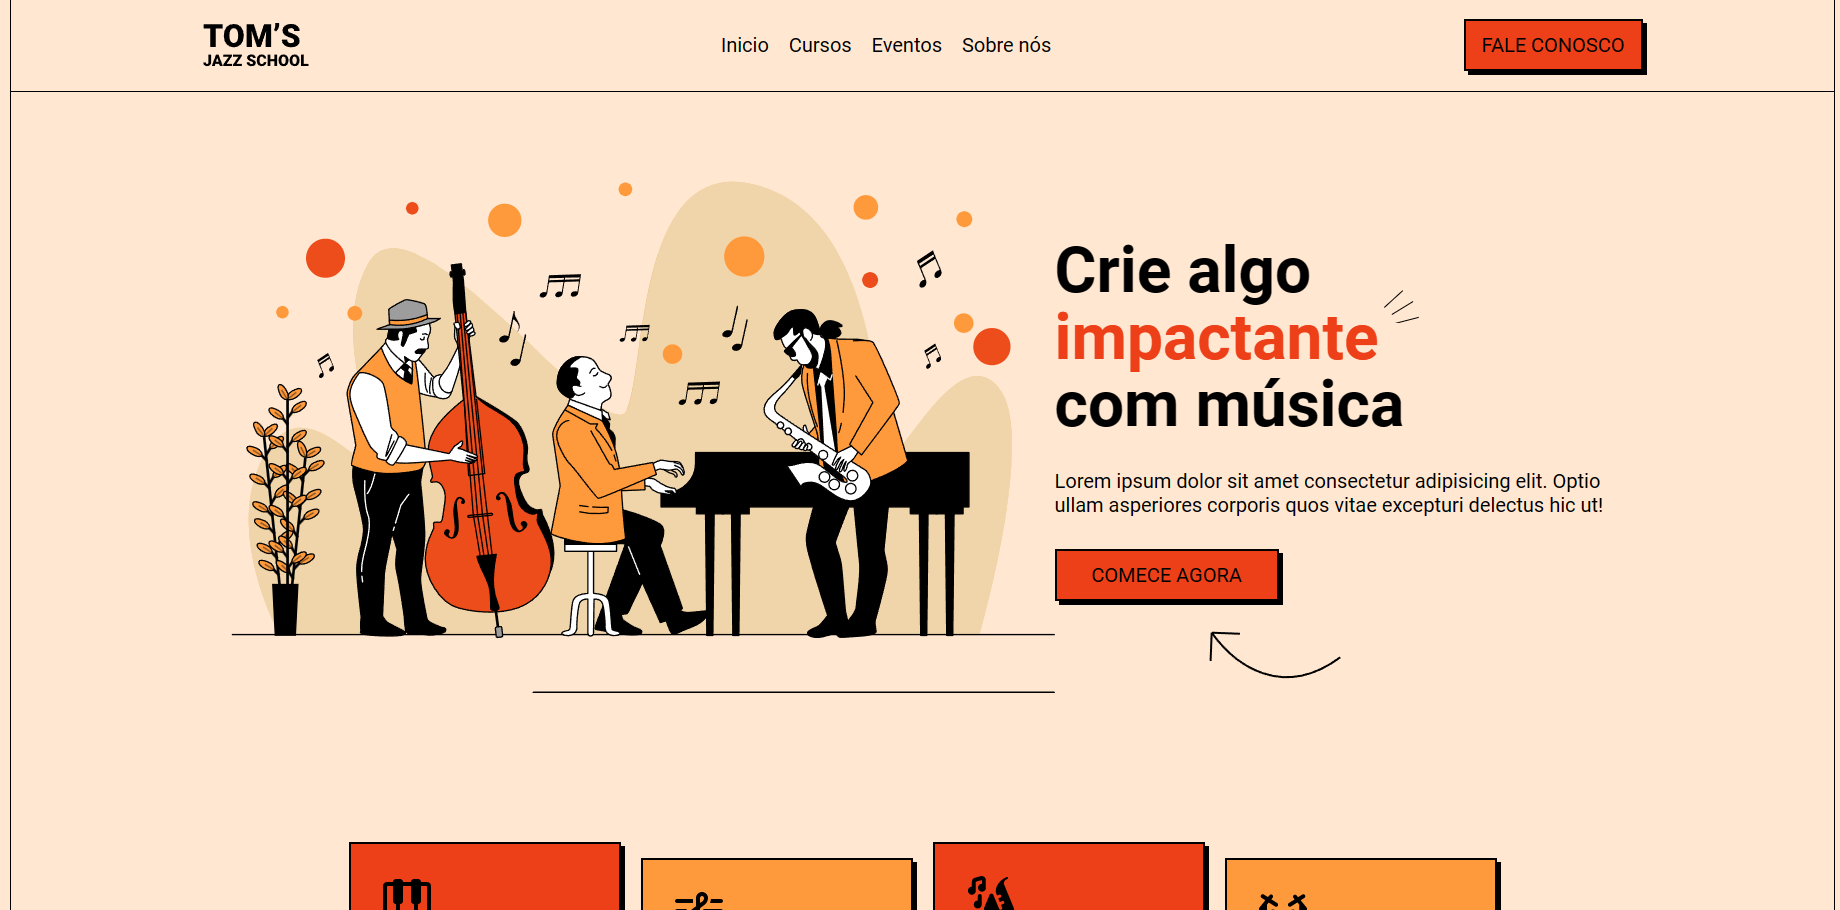 TOM’S
JAZZ SCHOOL
Inicio Cursos Eventos Sobre nós
FALE CONOSCO
Crie algo
impactante
com música
Lorem ipsum dolor sit amet consectetur adipisicing elit. Optio
ullam asperiores corporis quos vitae excepturi delectus hic ut!
COMECE AGORA